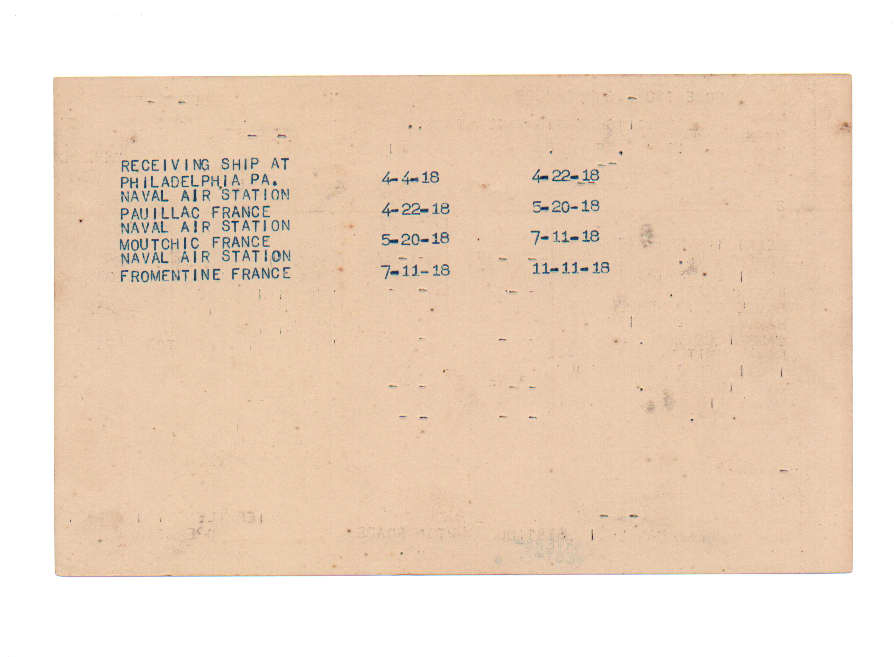 RECEIVING SHIP AT
PHILADELPHIA PA. 4-4-18 4-22-18
NAVAL AIR STATION
PAUILLAC FRANCE 4-22-18 5-20-18
NAVAL AIR STATION
MOUTCHIC FRANCE 5-20-18 7-11-18
NAVAL AIR STATION
FROMENTINE FRANCE 7-11-18 11-11-18